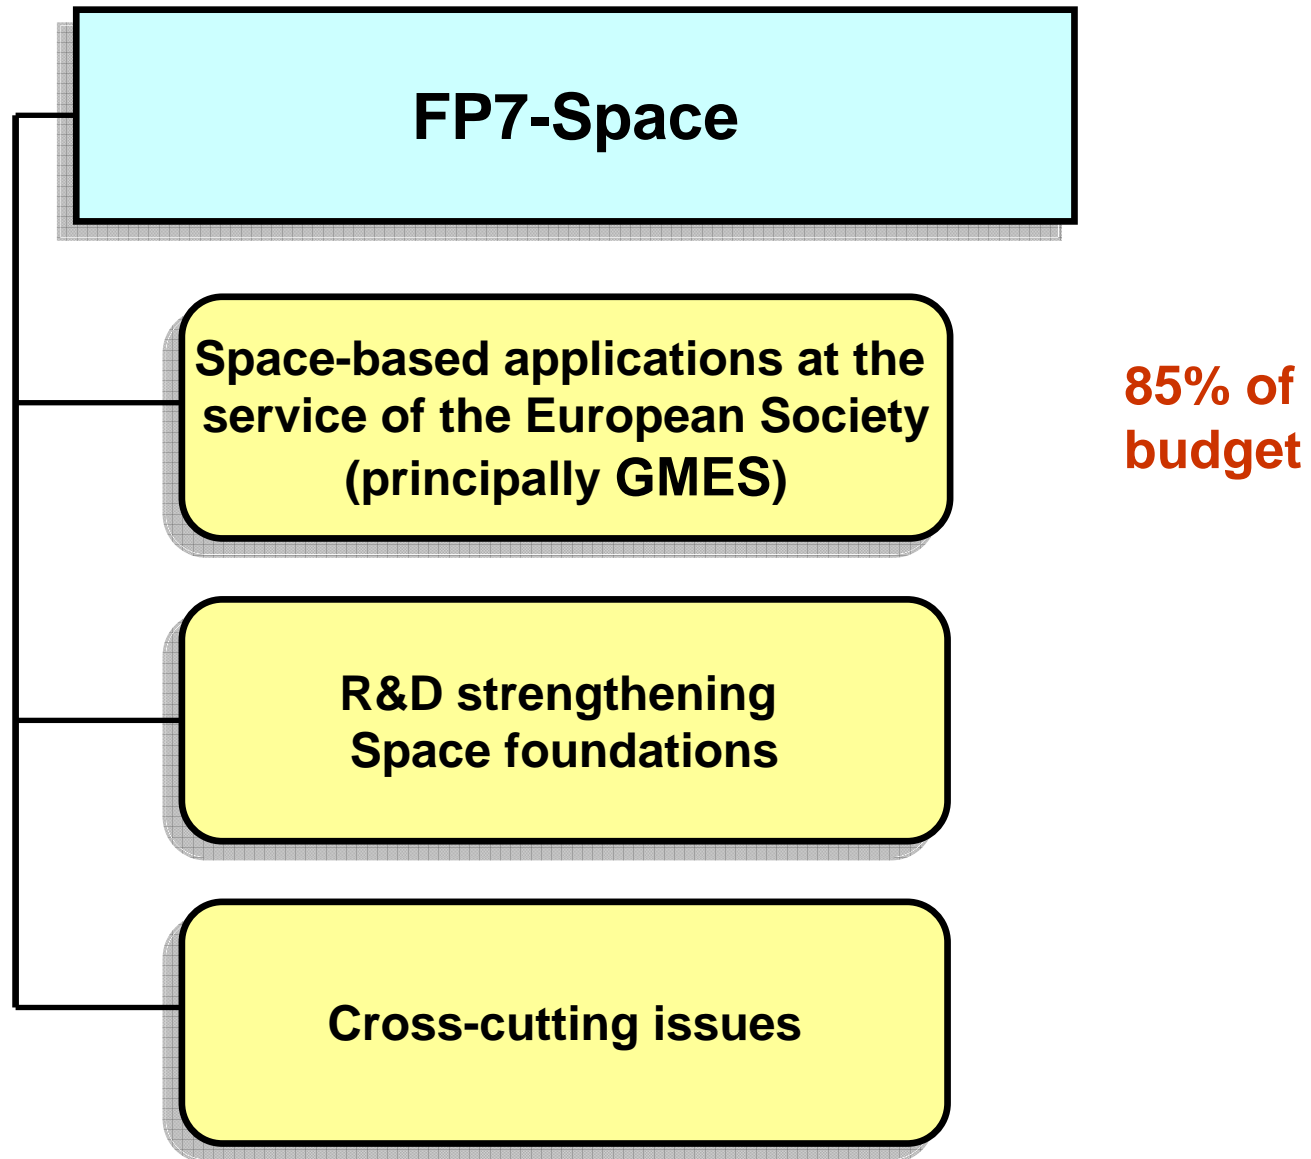 FP7-Space
Space-based applications at the
service of the European Society
(principally GMES)
85% of
budget
R&D strengthening
Space foundations
Cross-cutting issues